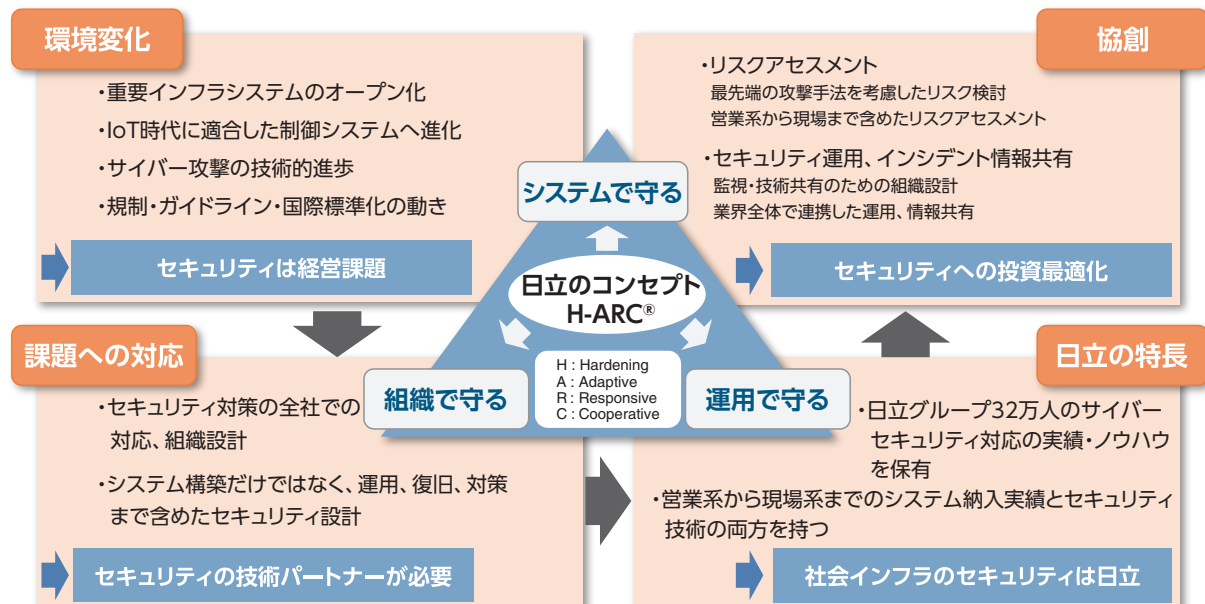 環境変化
・重要インフラシステムのオープン化
・IoT時代に適合した制御システムへ進化
・サイバー攻撃の技術的進歩
・規制・ガイドライン・国際標準化の動き
セキュリティは経営課題
協創
・リスクアセスメント
最先端の攻撃手法を考慮したリスク検討
営業系から現場まで含めたリスクアセスメント
・セキュリティ運用、インシデント情報共有
監視・技術共有のための組織設計
業界全体で連携した運用、情報共有
セキュリティへの投資最適化
システムで守る
日立のコンセプト
H-ARC®
H : Hardening
A : Adaptive
R : Responsive
C : Cooperative
組織で守る
運用で守る
課題への対応
・セキュリティ対策の全社での
対応、組織設計
・システム構築だけではなく、運用、復旧、対策
まで含めたセキュリティ設計
セキュリティの技術パートナーが必要
日立の特長
・日立グループ32万人のサイバー
セキュリティ対応の実績・ノウハウ
を保有
・営業系から現場系までのシステム納入実績とセキュリティ
技術の両方を持つ
社会インフラのセキュリティは日立